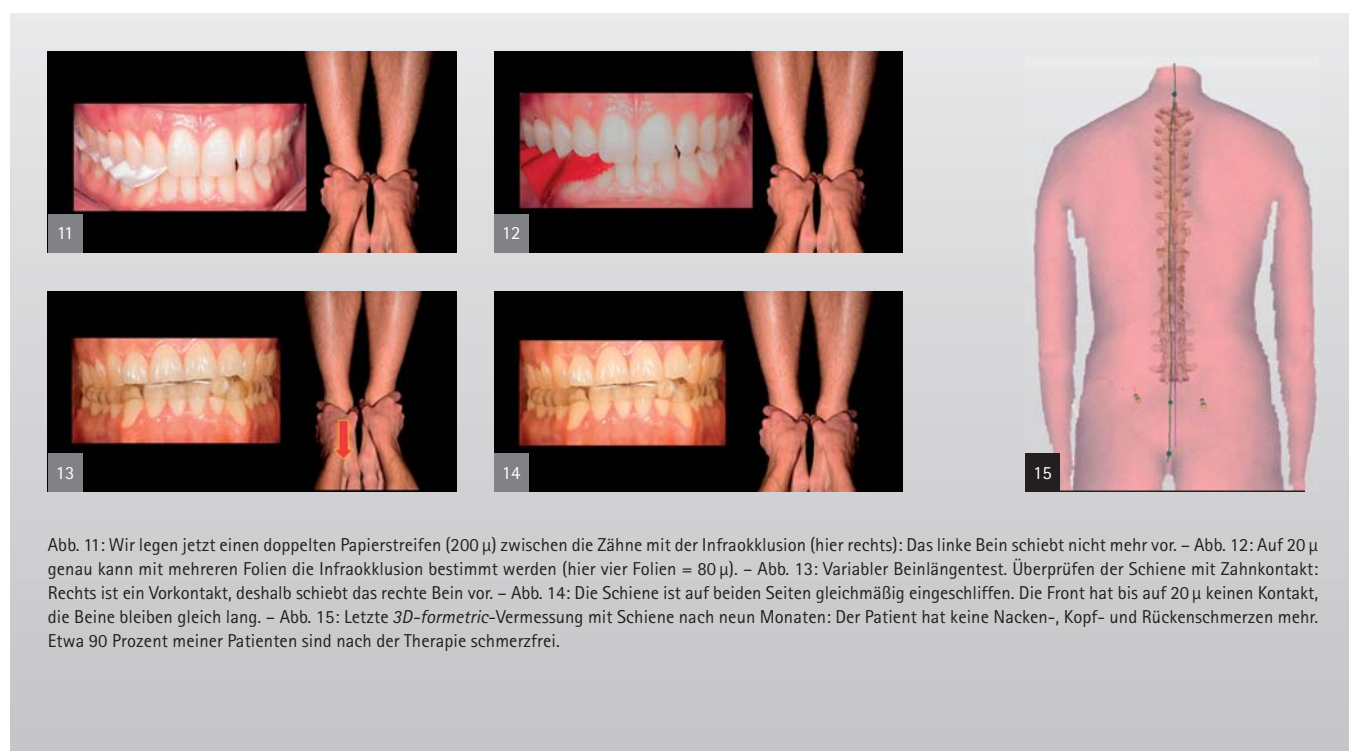 11
12
13
14
15
Abb. 11: Wir legen jetzt einen doppelten Papierstreifen (200 µ) zwischen die Zähne mit der Infraokklusion (hier rechts): Das linke Bein schiebt nicht mehr vor. – Abb. 12: Auf 20 µ
genau kann mit mehreren Folien die Infraokklusion bestimmt werden (hier vier Folien = 80 µ). – Abb. 13: Variabler Beinlängentest. Überprüfen der Schiene mit Zahnkontakt:
Rechts ist ein Vorkontakt, deshalb schiebt das rechte Bein vor. – Abb. 14: Die Schiene ist auf beiden Seiten gleichmäßig eingeschliffen. Die Front hat bis auf 20 µ keinen Kontakt,
die Beine bleiben gleich lang. – Abb. 15: Letzte 3D-formetric-Vermessung mit Schiene nach neun Monaten: Der Patient hat keine Nacken-, Kopf- und Rückenschmerzen mehr.
Etwa 90 Prozent meiner Patienten sind nach der Therapie schmerzfrei.